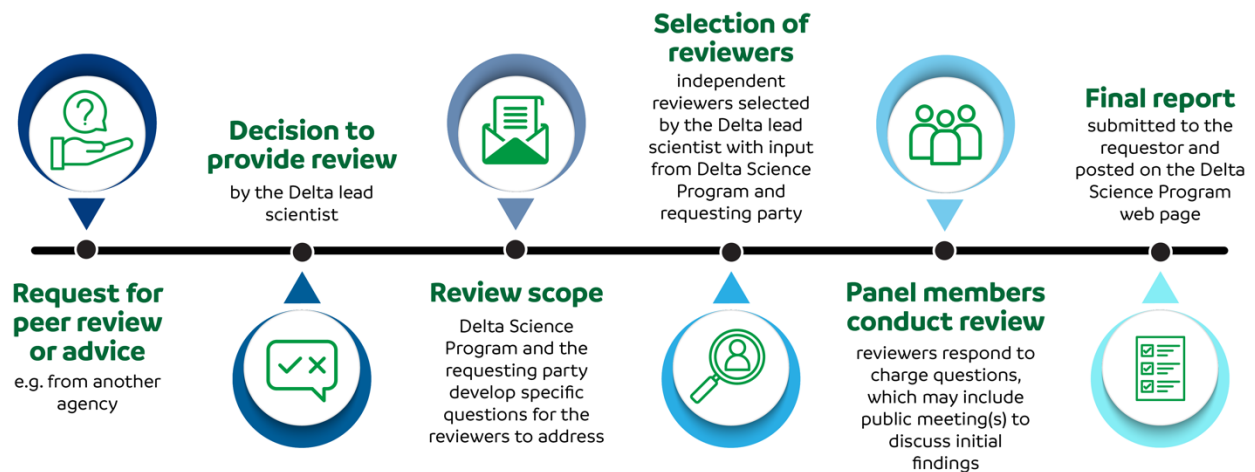 Request for
peer review
or advice
e.g. from another
agency
Decision to
provide review
by the Delta lead
scientist
Review scope
Delta Science
Program and the
requesting party
develop specific
questions for the
reviewers to address
Selection of
reviewers
independent
reviewers selected
by the Delta lead
scientist with input
from Delta Science
Program and
requesting party
Panel members
conduct review
reviewers respond to
charge questions,
which may include
public meeting(s) to
discuss initial
findings
Final report
submitted to the
requestor and
posted on the Delta
Science Program
web page